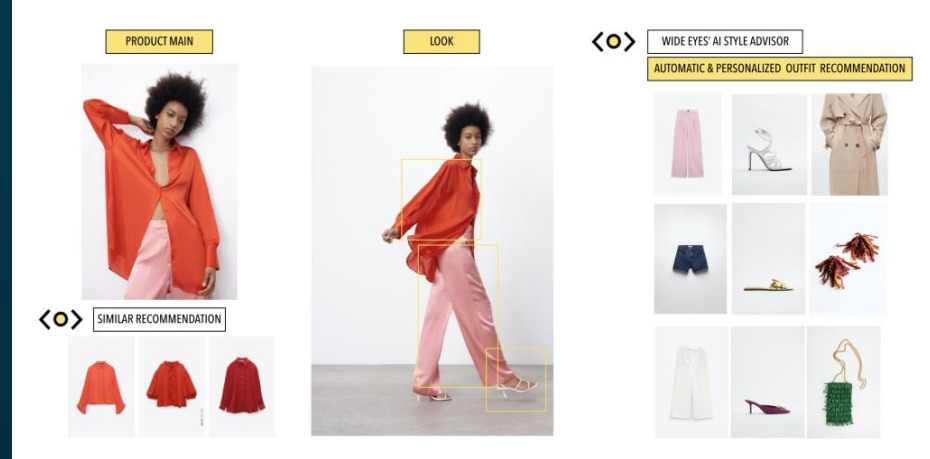 PRODUCT MAIN
LOOK
WIDE EYES' AI STYLE ADVISOR
AUTOMATIC & PERSONALIZED OUTFIT RECOMMENDATION
SIMILAR RECOMMENDATION